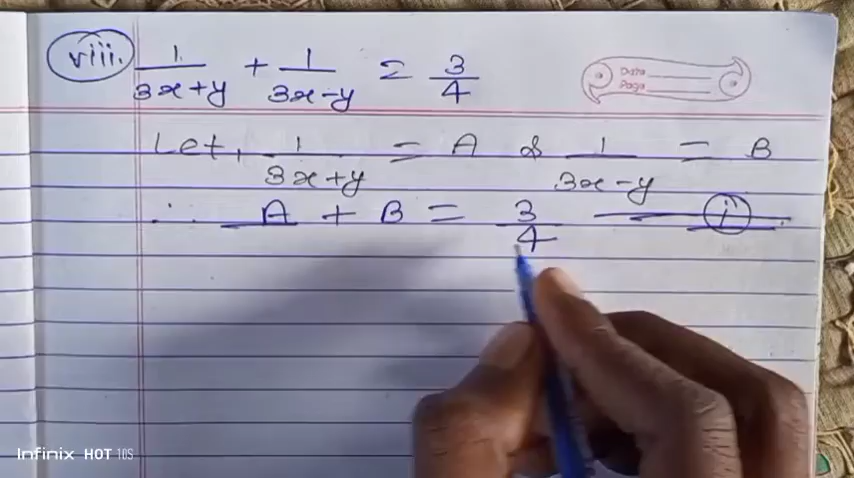 viii. 1/(3x+y) + 1/(3x-y) = 3/4
Date
Page
Let, 1/(3x+y) = A & 1/(3x-y) = B
∴ A + B = 3/4 —— (i)
Infinix HOT 10S